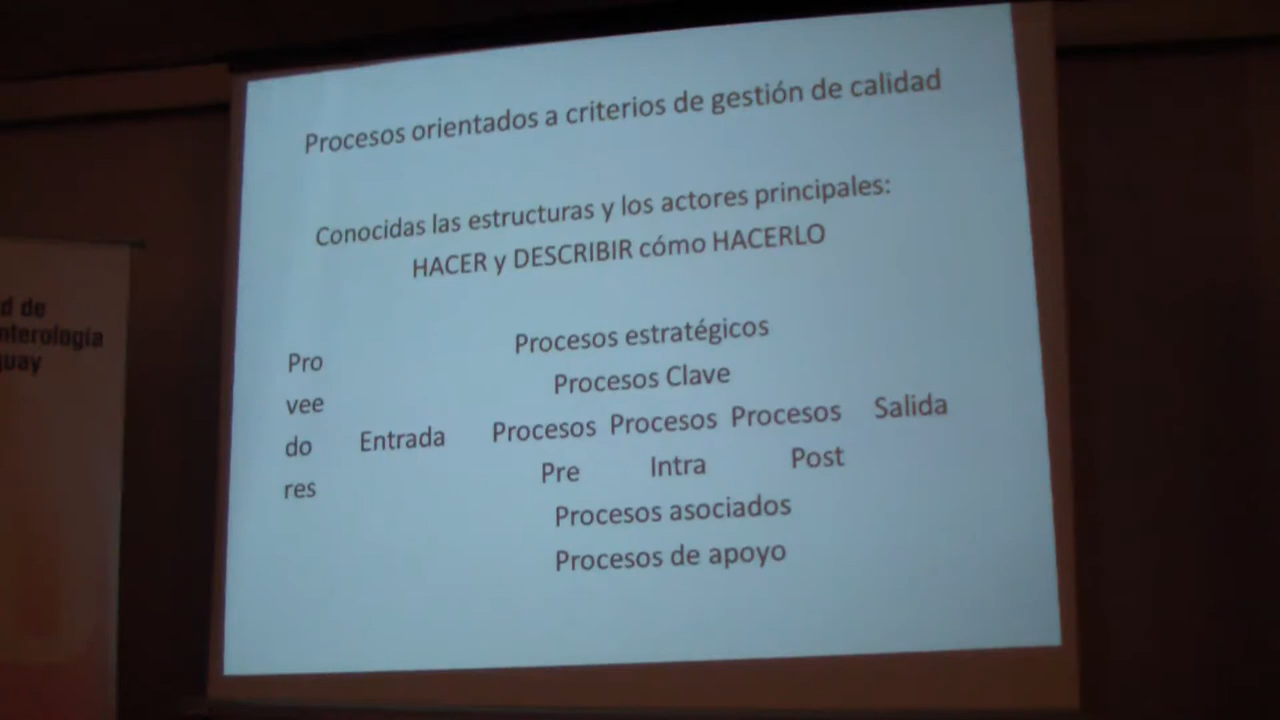 Procesos orientados a criterios de gestión de calidad
Conocidas las estructuras y los actores principales:
HACER y DESCRIBIR cómo HACERLO
Procesos estratégicos
Pro
Procesos Clave
vee
do Entrada Procesos Procesos Procesos Salida
res Pre Intra Post
Procesos asociados
Procesos de apoyo
d de
nterología
uay